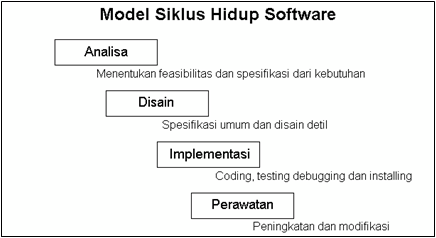 Model Siklus Hidup Software
Analisa
Menentukan feasibilitas dan spesifikasi dari kebutuhan
Disain
Spesifikasi umum dan disain detil
Implementasi
Coding, testing debugging dan installing
Perawatan
Peningkatan dan modifikasi